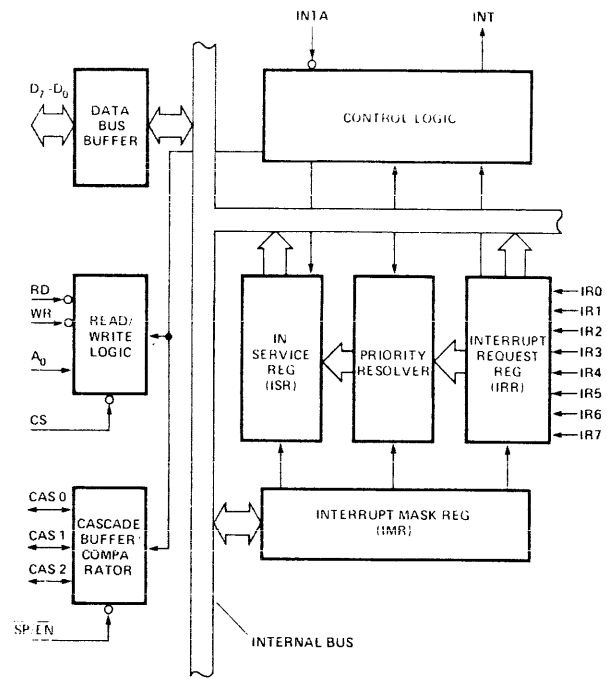 INTA
INT
D7-D0
DATA
BUS
BUFFER
CONTROL LOGIC
RD
WR
A0
CS
READ/
WRITE
LOGIC
IN
SERVICE
REG
(ISR)
PRIORITY
RESOLVER
INTERRUPT
REQUEST
REG
(IRR)
IR0
IR1
IR2
IR3
IR4
IR5
IR6
IR7
CAS 0
CAS 1
CAS 2
CASCADE
BUFFER/
COMPA
RATOR
INTERRUPT MASK REG
(IMR)
SP/EN
INTERNAL BUS